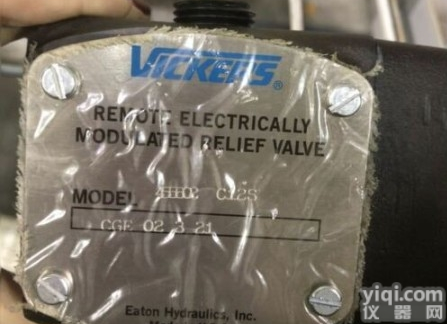 VICKERS®
REMOTE ELECTRICALLY
MODULATED RELIEF VALVE
MODEL C12S
CGE 02 3 21
Eaton Hydraulics, Inc.
yiqi.com
仪器网